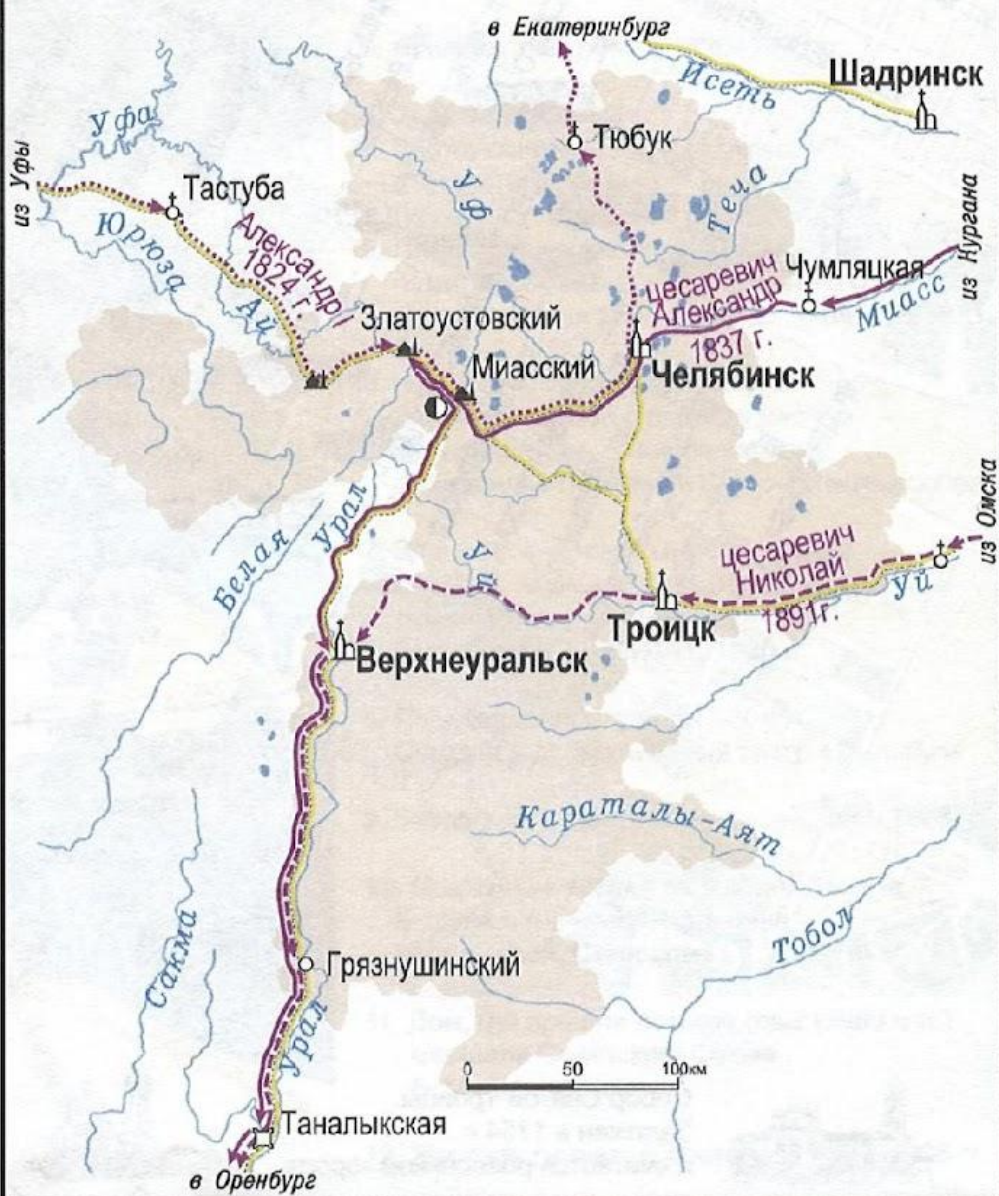 в Екатеринбург
Исеть
Шадринск
Уфа
Тюбук
из Уфы
Тастуба
Уф
Теча
Юрюза
Александр I
1824 г.
Ай
цесаревич
Александр
1837 г.
Чумляцкая
из Кургана
Миасс
Златоустовский
Миасский
Челябинск
Урал
Белая
Уй
цесаревич
Николай
1891г.
из Омска
Уй
Троицк
Верхнеуральск
Караталы-Аят
Тобол
Сакма
Грязнушинский
Урал
0 50 100км
Таналыкская
в Оренбург